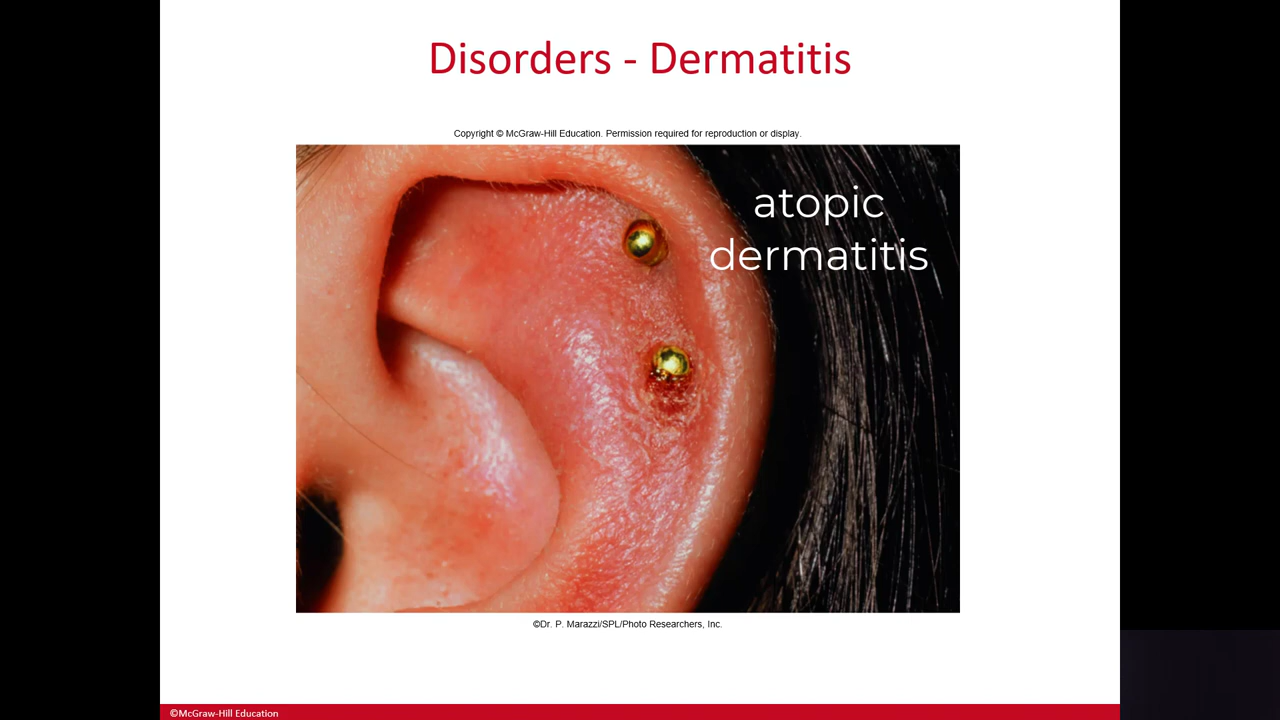 Disorders - Dermatitis
Copyright © McGraw-Hill Education. Permission required for reproduction or display.
atopic
dermatitis
©Dr. P. Marazzi/SPL/Photo Researchers, Inc.
©McGraw-Hill Education